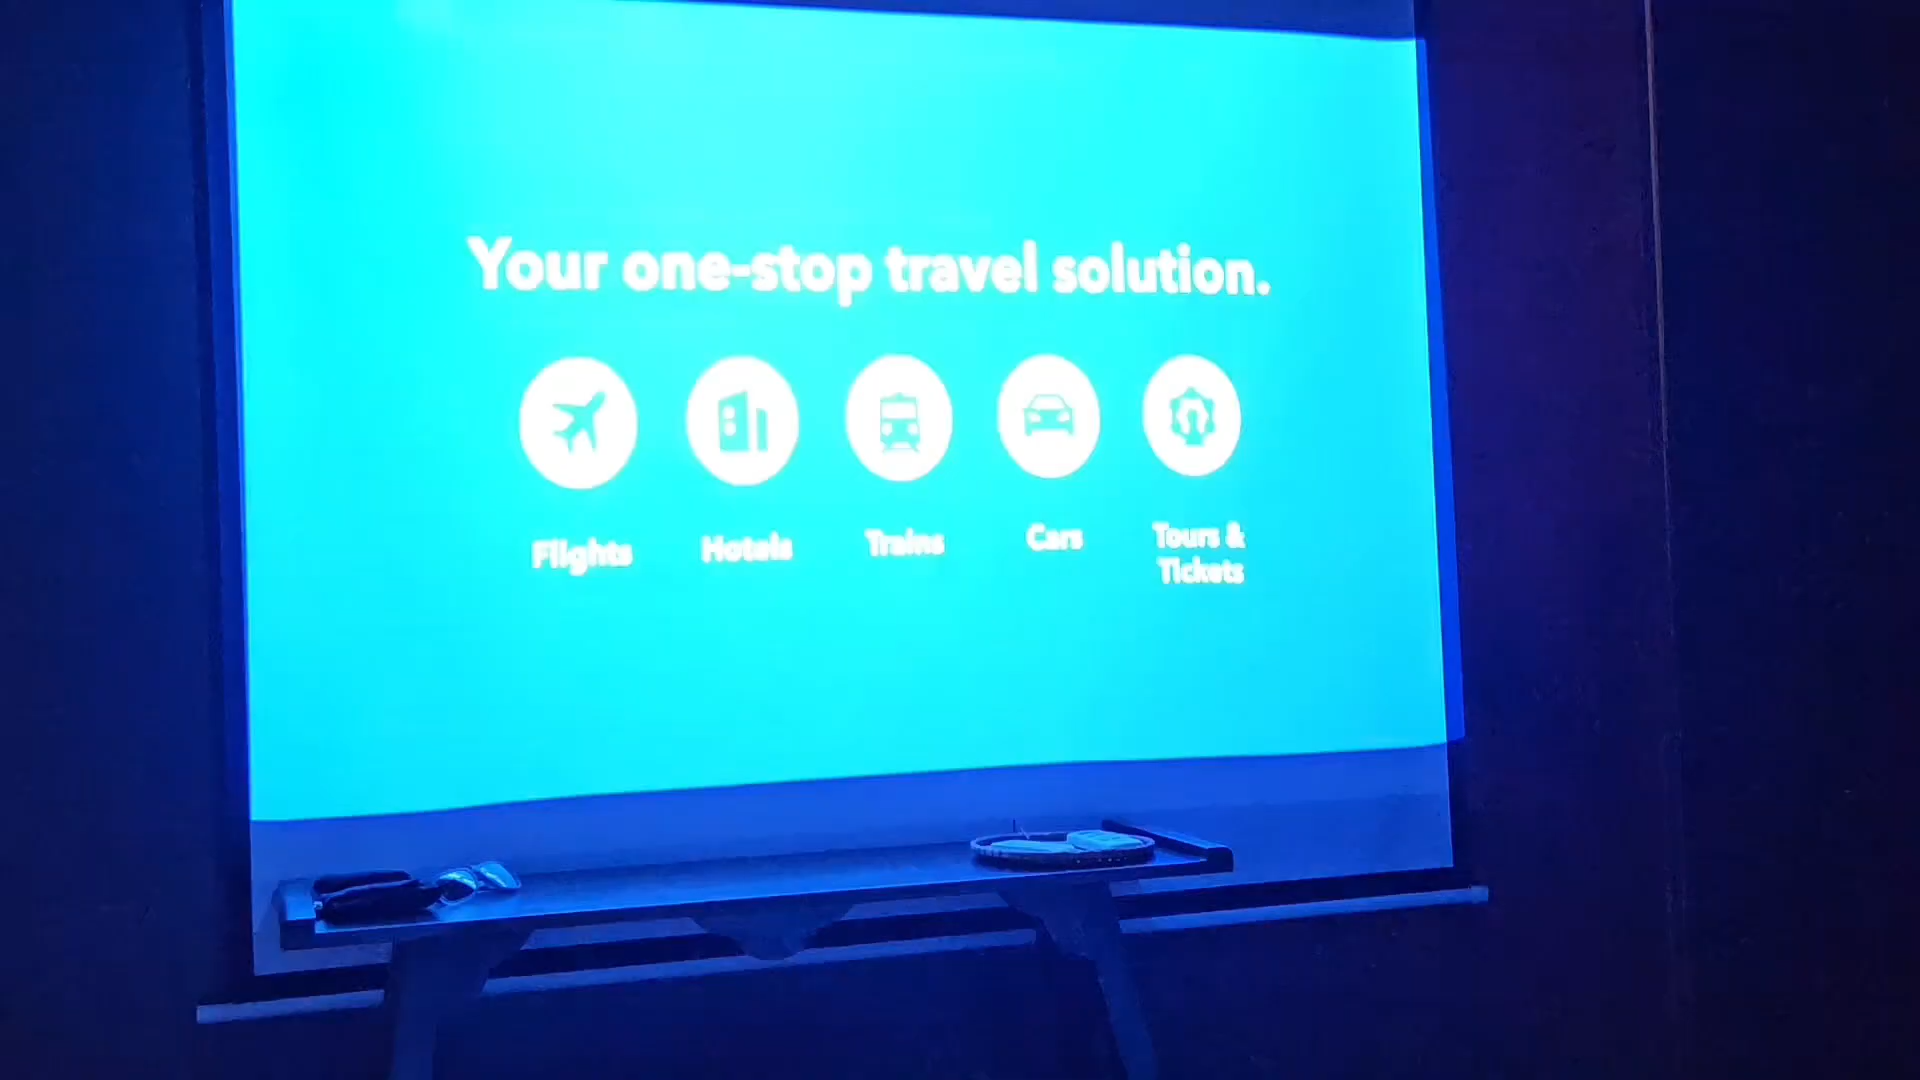 Your one-stop travel solution.
Flights
Hotels
Trains
Cars
Tours &
Tickets